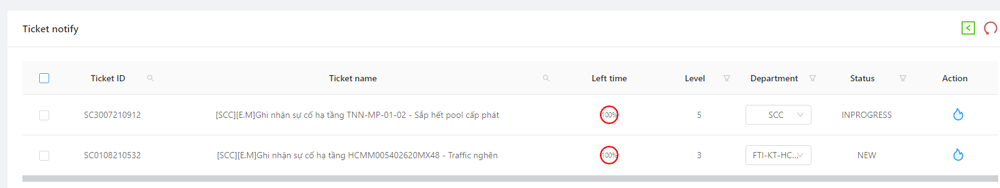 Ticket notify
Ticket ID Ticket name Left time Level Department Status Action
SC3007210912 [SCC][E.M]Ghi nhận sự cố hạ tầng TNN-MP-01-02 - Sắp hết pool cấp phát 100% 5 SCC INPROGRESS
SC0108210532 [SCC][E.M]Ghi nhận sự cố hạ tầng HCMM005402620MX48 - Traffic nghẽn 100% 3 FTI-KT-HC... NEW